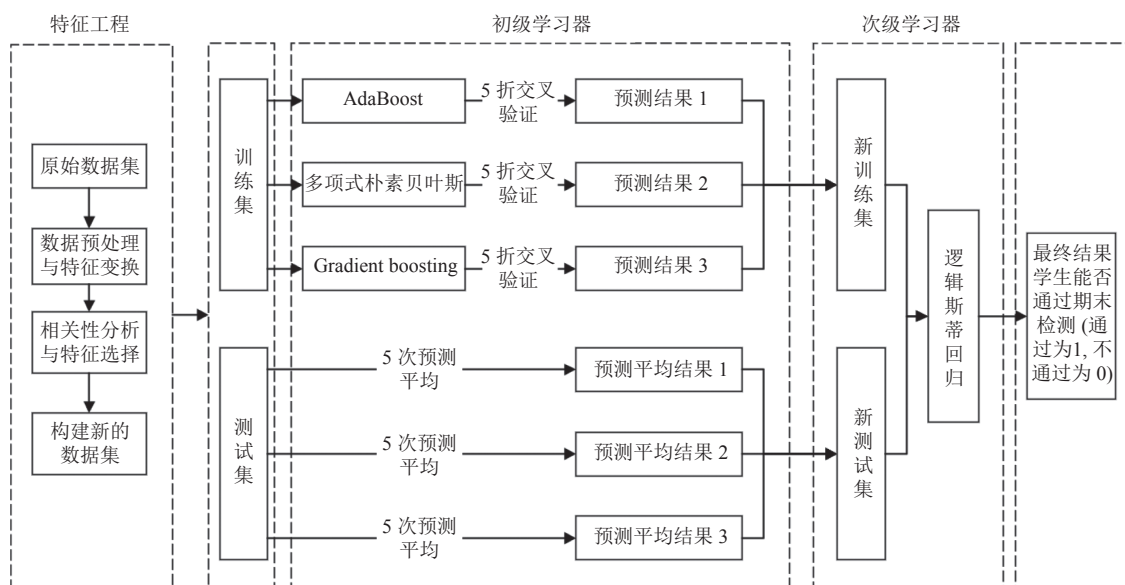 特征工程
初级学习器
次级学习器
原始数据集
数据预处理
与特征变换
相关性分析
与特征选择
构建新的
数据集
训练集
测试集
AdaBoost
5 折交叉
验证
预测结果 1
多项式朴素贝叶斯
5 折交叉
验证
预测结果 2
Gradient boosting
5 折交叉
验证
预测结果 3
5 次预测
平均
预测平均结果 1
5 次预测
平均
预测平均结果 2
5 次预测
平均
预测平均结果 3
新训练集
新测试集
逻辑斯蒂回归
最终结果
学生能否
通过期末
检测 (通
过为1, 不
通过为 0)